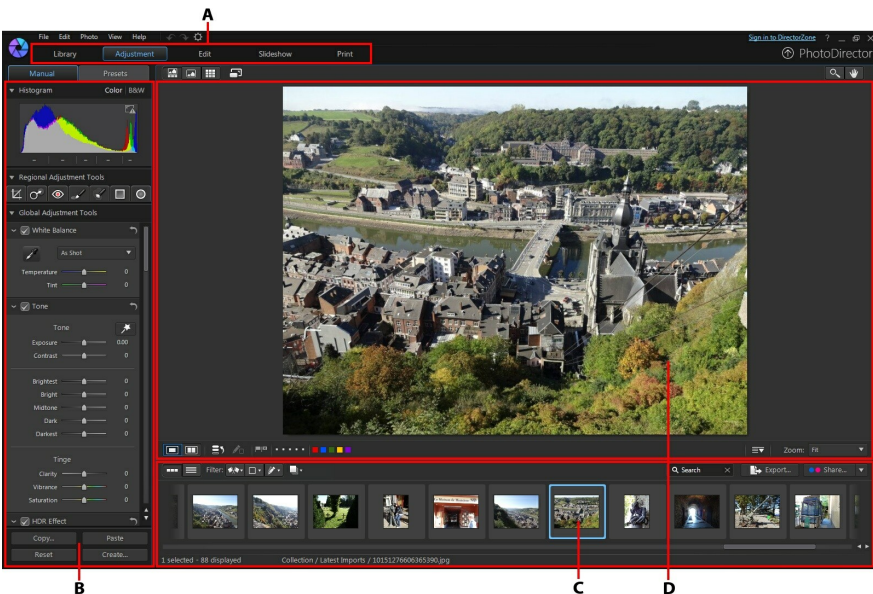 A
File Edit Photo View Help
Sign in to DirectorZone ?
Library Adjustment Edit Slideshow Print
PhotoDirector
Manual Presets
Histogram Color B&W
Regional Adjustment Tools
Global Adjustment Tools
White Balance
As Shot
Temperature 0
Tint 0
Tone
Tone
Exposure 0.00
Contrast 0
Brightest 0
Bright 0
Midtone 0
Dark 0
Darkest 0
Tinge
Clarity 0
Vibrance 0
Saturation 0
HDR Effect
Copy... Paste
Reset Create...
Zoom: Fit
Filter:
Search
Export...
Share...
1 selected - 88 displayed Collection / Latest Imports / 10151276606365390.jpg
B
C
D